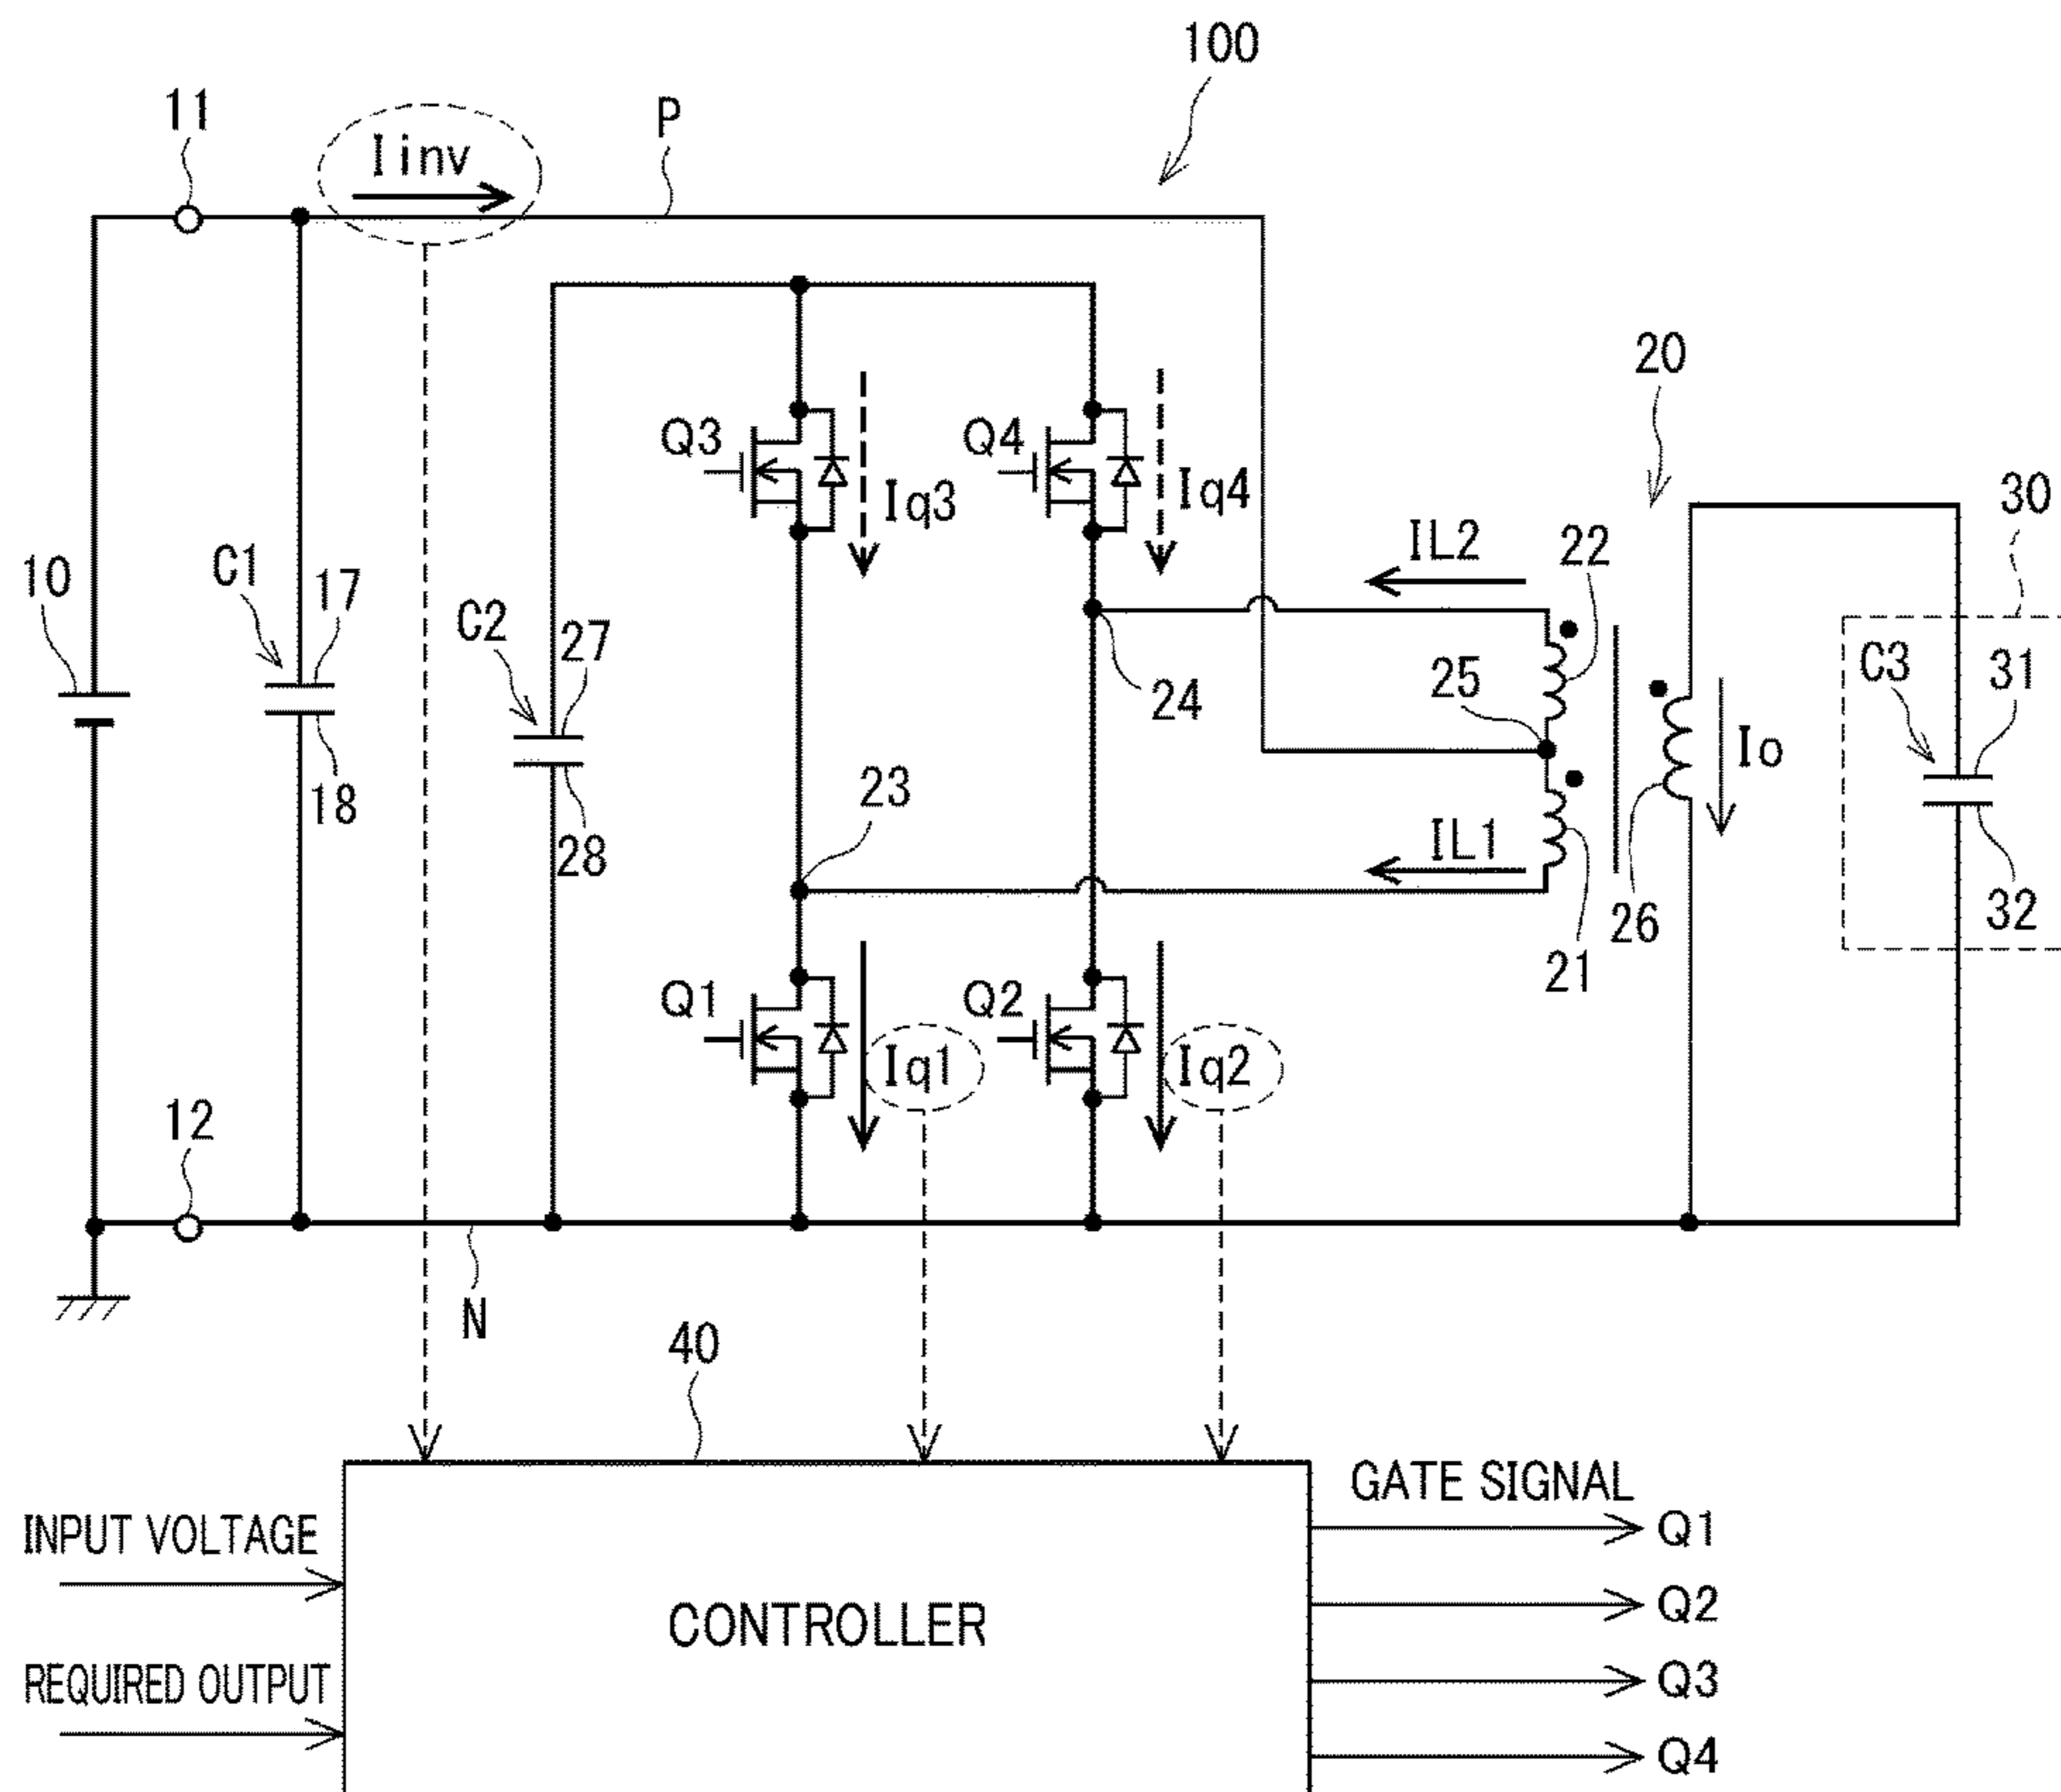 100
11
Iinv
P
20
Q3
Iq3
Q4
Iq4
30
10
C1
17
C2
27
IL2
22
24
25
C3
31
Io
18
28
23
IL1
21
26
32
Q1
Iq1
Q2
Iq2
12
N
40
GATE SIGNAL
INPUT VOLTAGE
REQUIRED OUTPUT
CONTROLLER
Q1
Q2
Q3
Q4